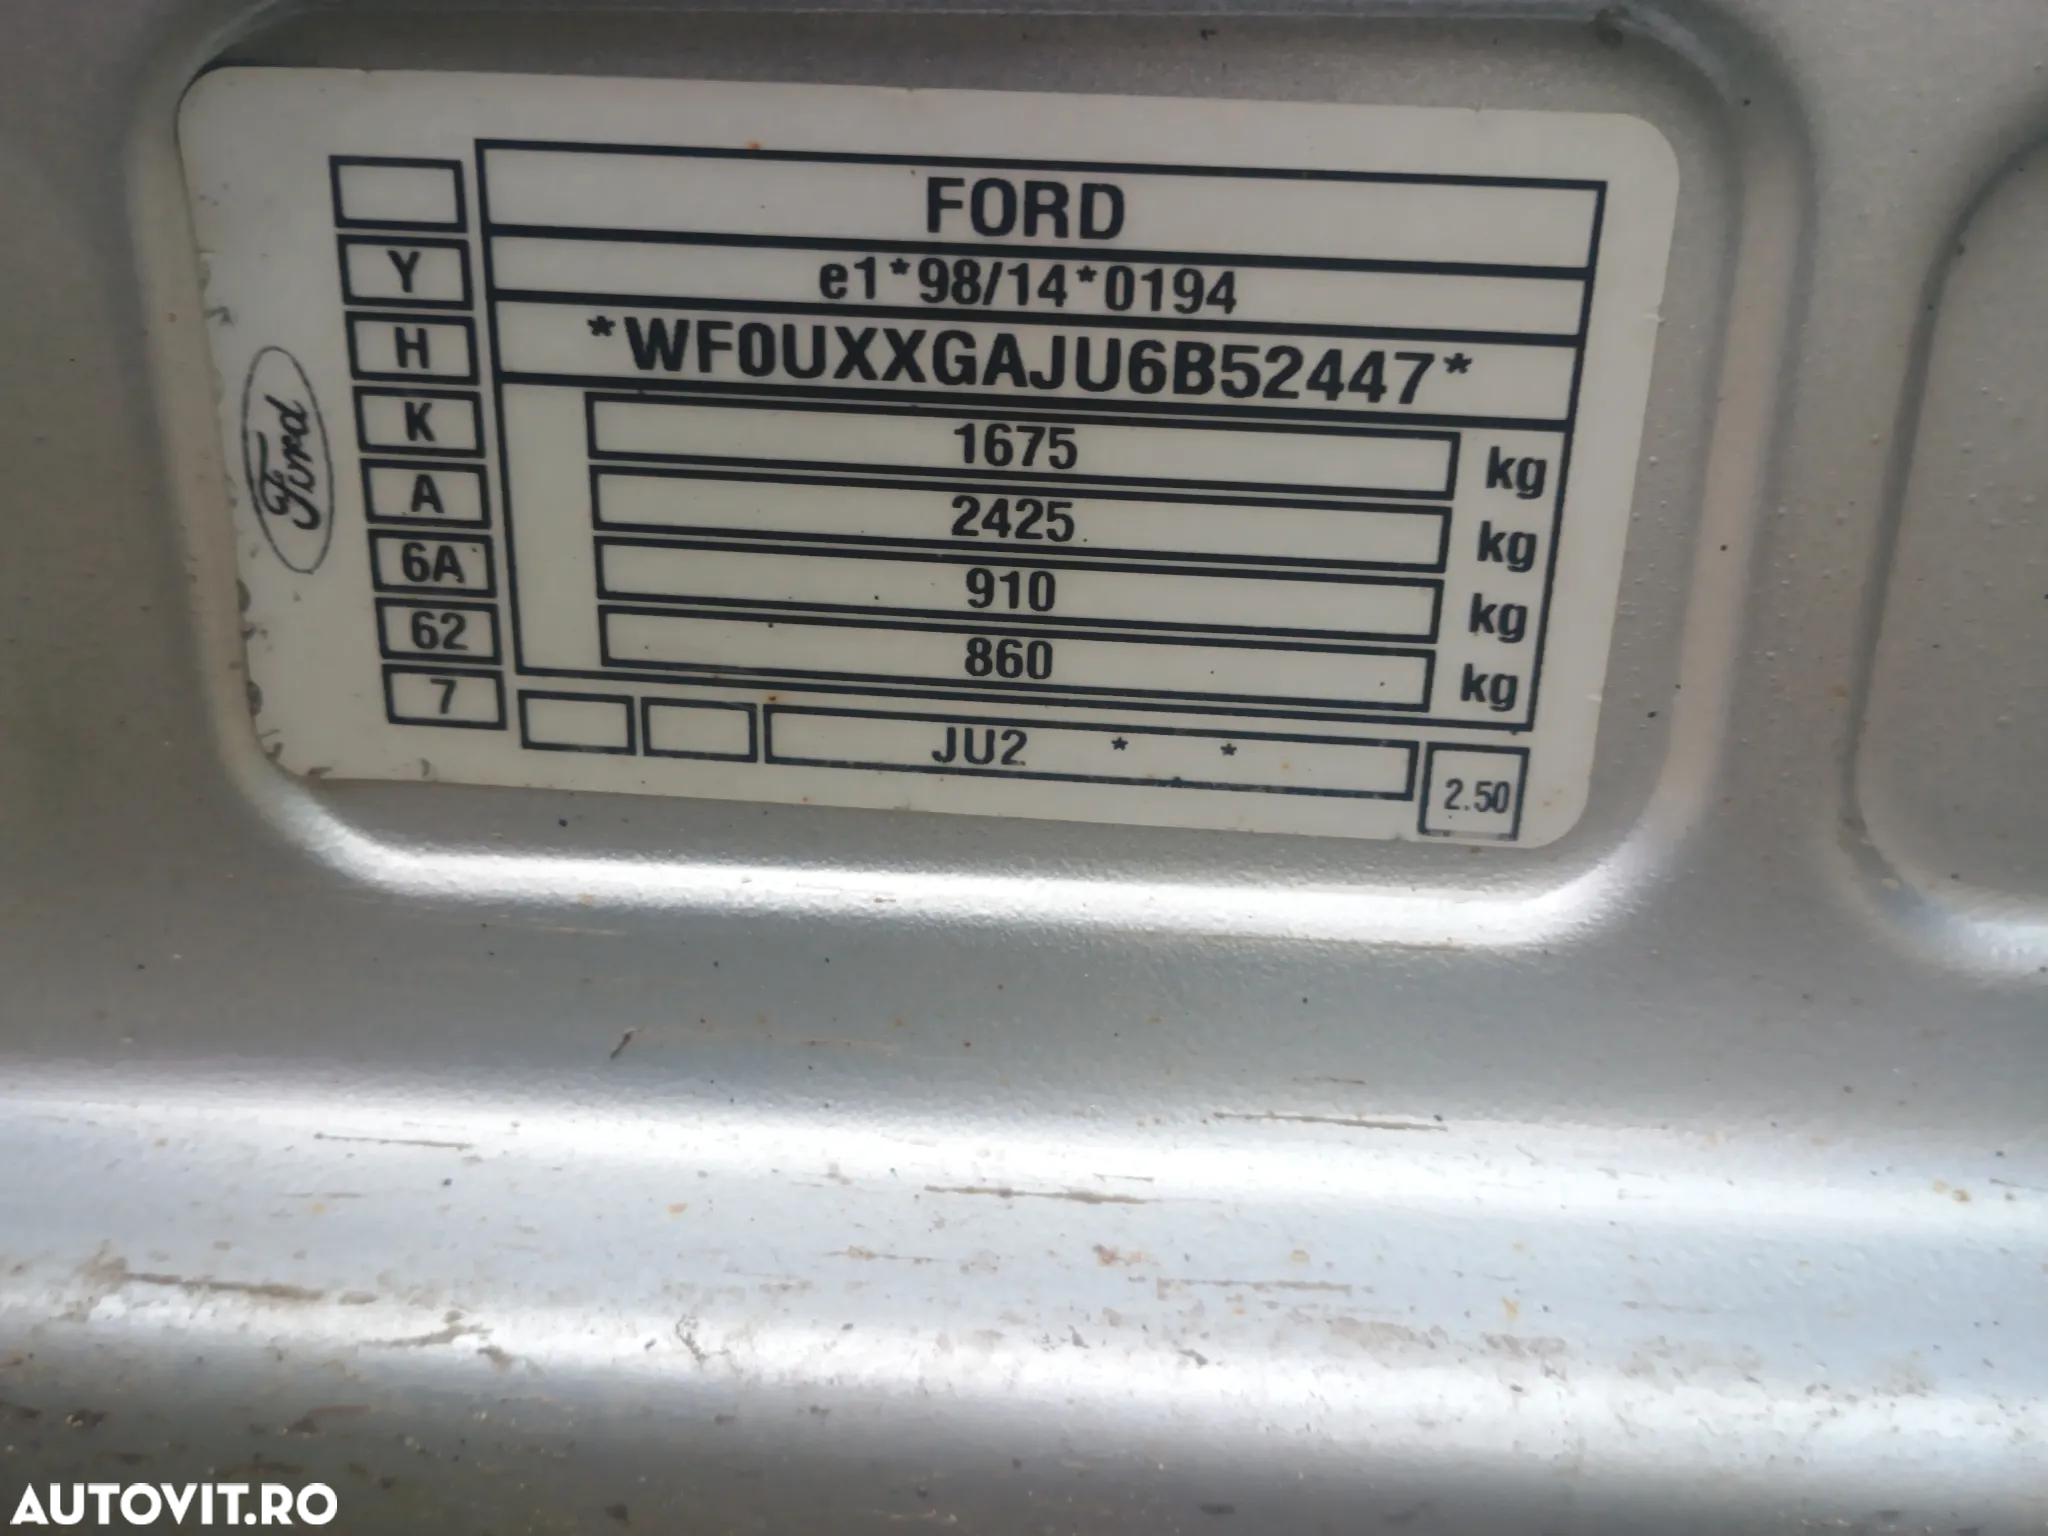 FORD
Y
e1*98/14*0194
H
*WF0UXXGAJU6B52447*
K
1675 kg
A
2425 kg
6A
910 kg
62
860 kg
7
JU2 * *
2.50
Ford
AUTOVIT.RO